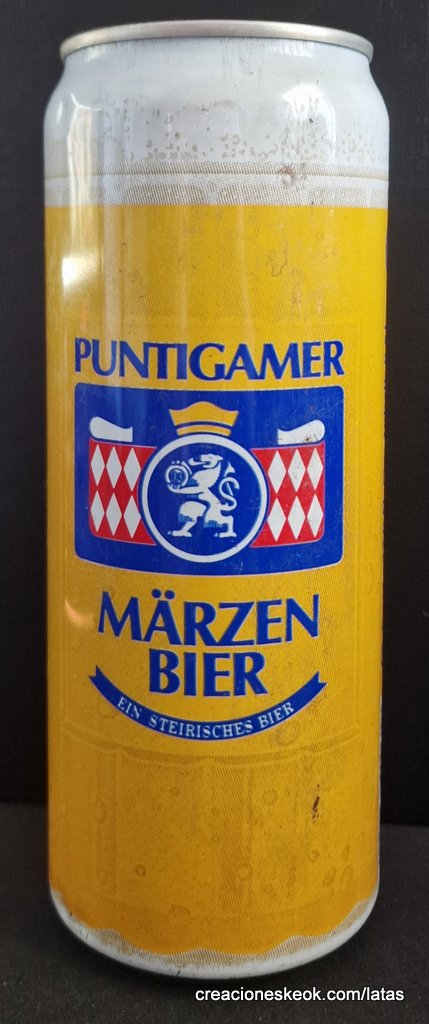 PUNTIGAMER
MÄRZEN
BIER
EIN STEIRISCHES BIER
creacioneskeok.com/latas